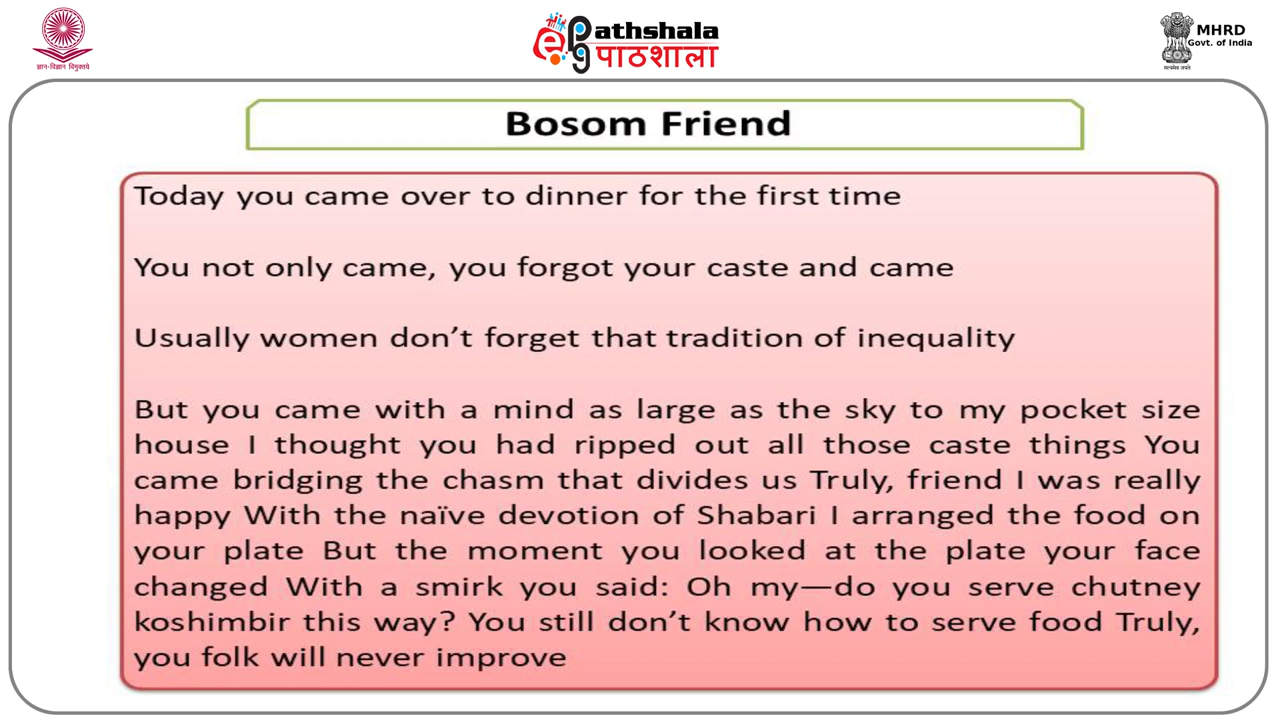 ज्ञान-विज्ञान विमुक्तये
ePG Pathshala
पाठशाला
MHRD
Govt. of India
सत्यमेव जयते
Bosom Friend
Today you came over to dinner for the first time
You not only came, you forgot your caste and came
Usually women don’t forget that tradition of inequality
But you came with a mind as large as the sky to my pocket size
house I thought you had ripped out all those caste things You
came bridging the chasm that divides us Truly, friend I was really
happy With the naïve devotion of Shabari I arranged the food on
your plate But the moment you looked at the plate your face
changed With a smirk you said: Oh my—do you serve chutney
koshimbir this way? You still don’t know how to serve food Truly,
you folk will never improve